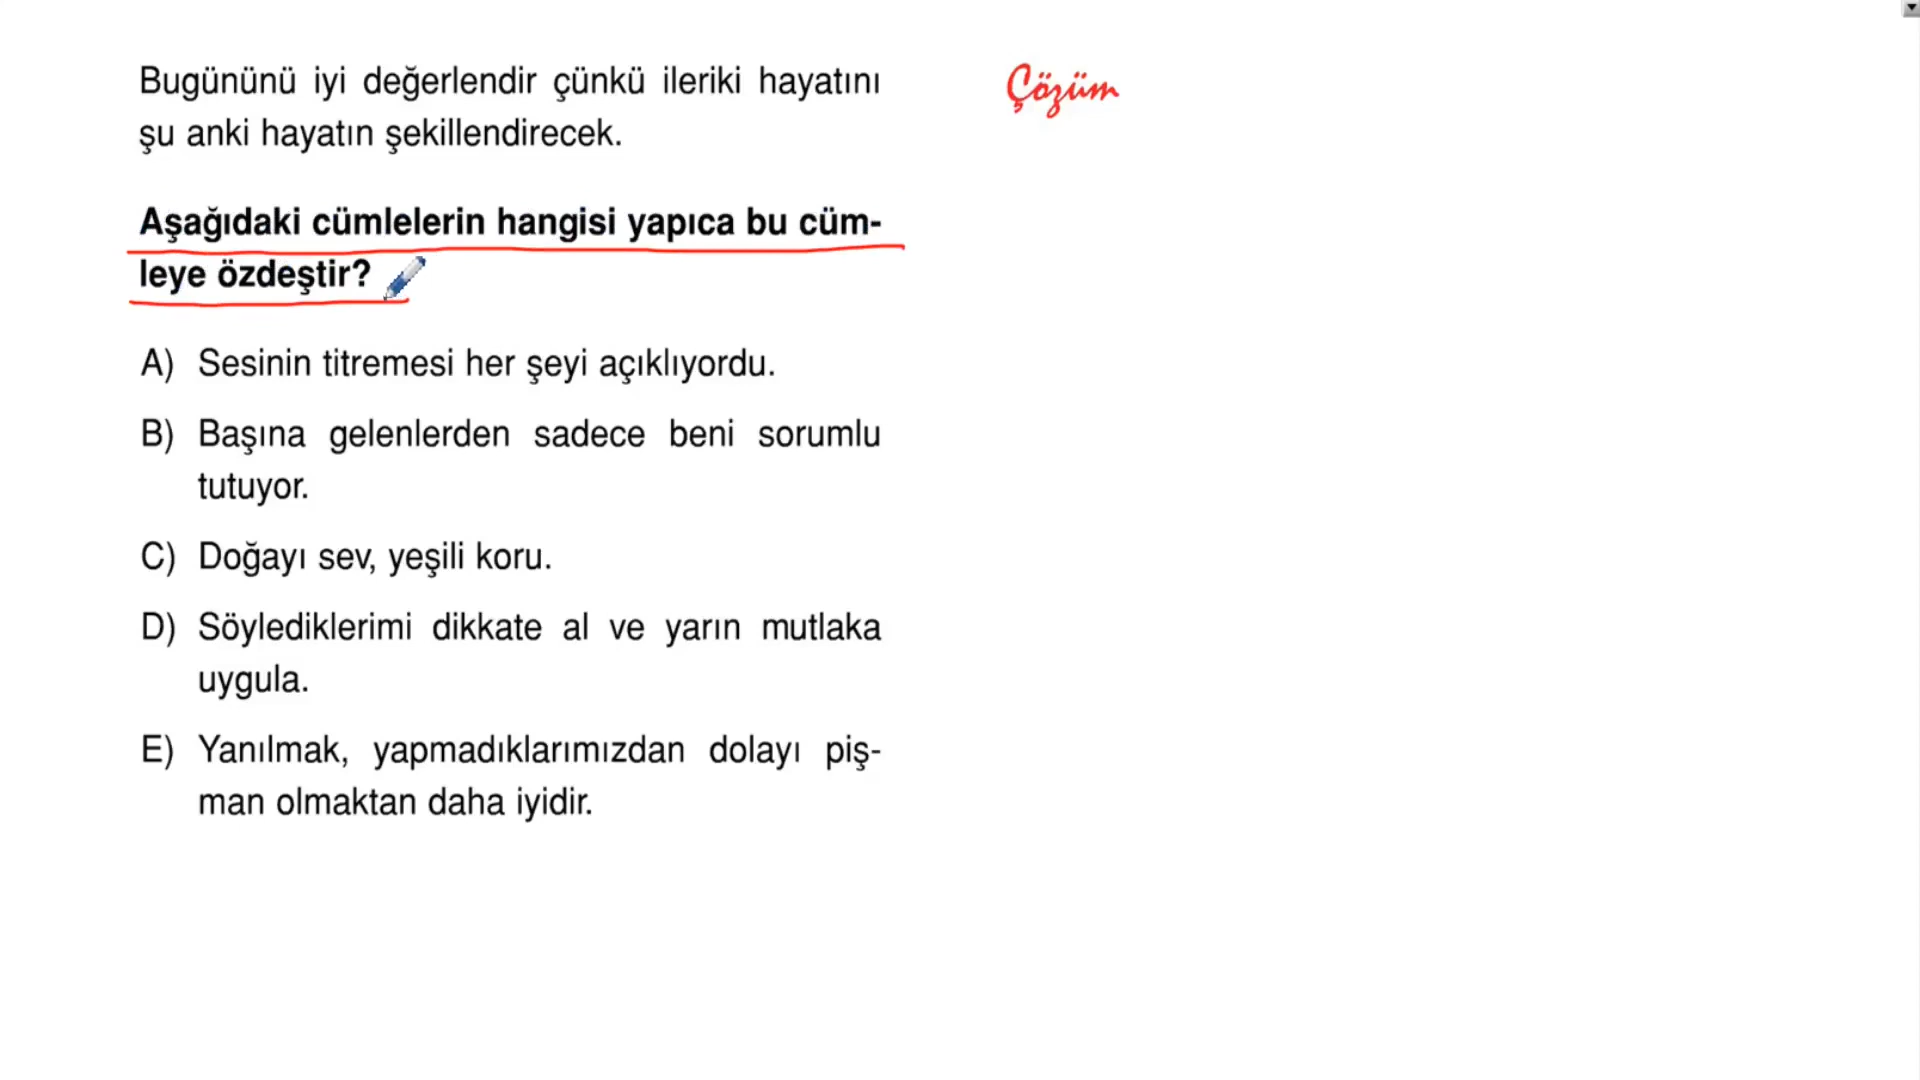 Bugününü iyi değerlendir çünkü ileriki hayatını
şu anki hayatın şekillendirecek.
Aşağıdaki cümlelerin hangisi yapıca bu cüm-
leye özdeştir?
A) Sesinin titremesi her şeyi açıklıyordu.
B) Başına gelenlerden sadece beni sorumlu
tutuyor.
C) Doğayı sev, yeşili koru.
D) Söylediklerimi dikkate al ve yarın mutlaka
uygula.
E) Yanılmak, yapmadıklarımızdan dolayı piş-
man olmaktan daha iyidir.
Çözüm